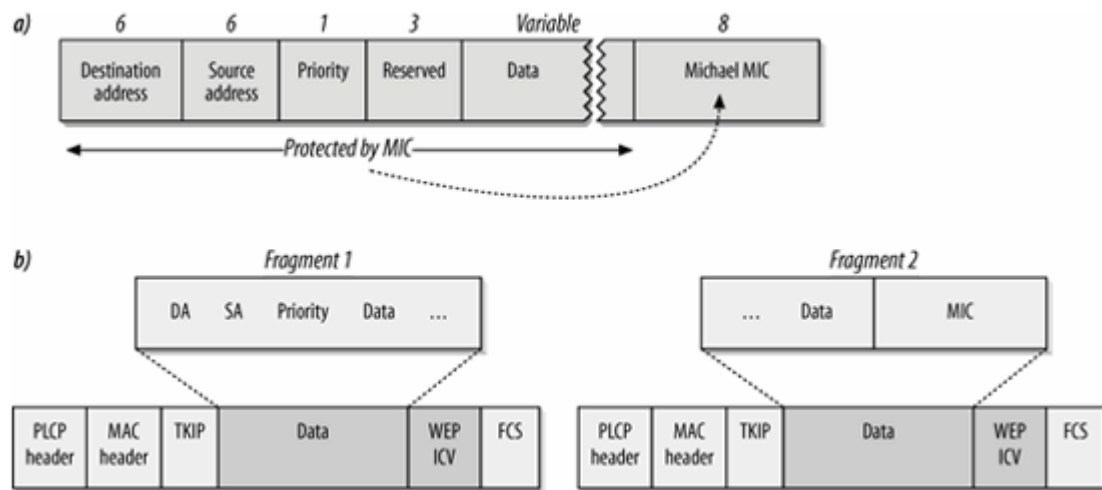 a) 6 6 1 3 Variable 8
Destination address Source address Priority Reserved Data Michael MIC
Protected by MIC
b) Fragment 1 Fragment 2
DA SA Priority Data ... ... Data MIC
PLCP header MAC header TKIP Data WEP ICV FCS PLCP header MAC header TKIP Data WEP ICV FCS